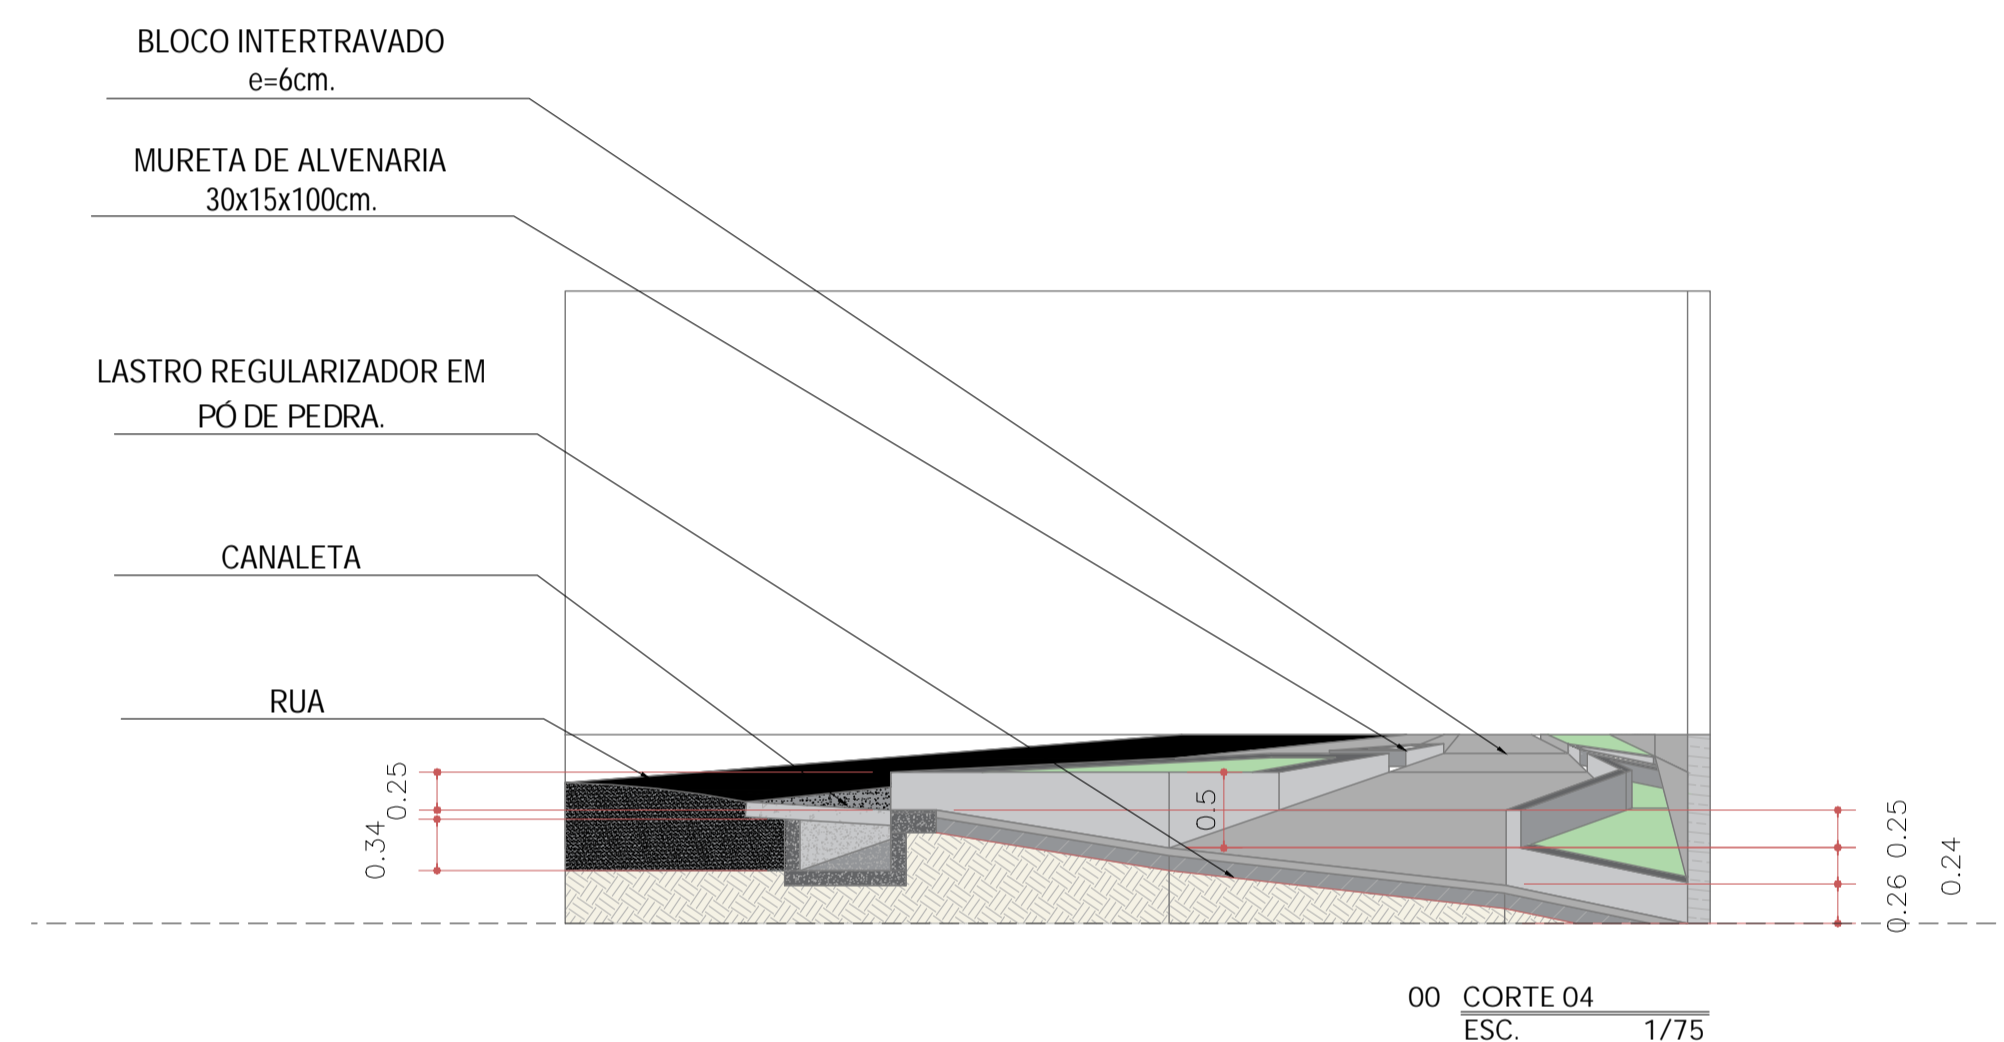 BLOCO INTERTRAVADO
e=6cm.
MURETA DE ALVENARIA
30x15x100cm.
LASTRO REGULARIZADOR EM
PÓ DE PEDRA.
CANALETA
RUA
0.25
0.34
0.5
0.25
0.24
0.26
00 CORTE 04
ESC. 1/75